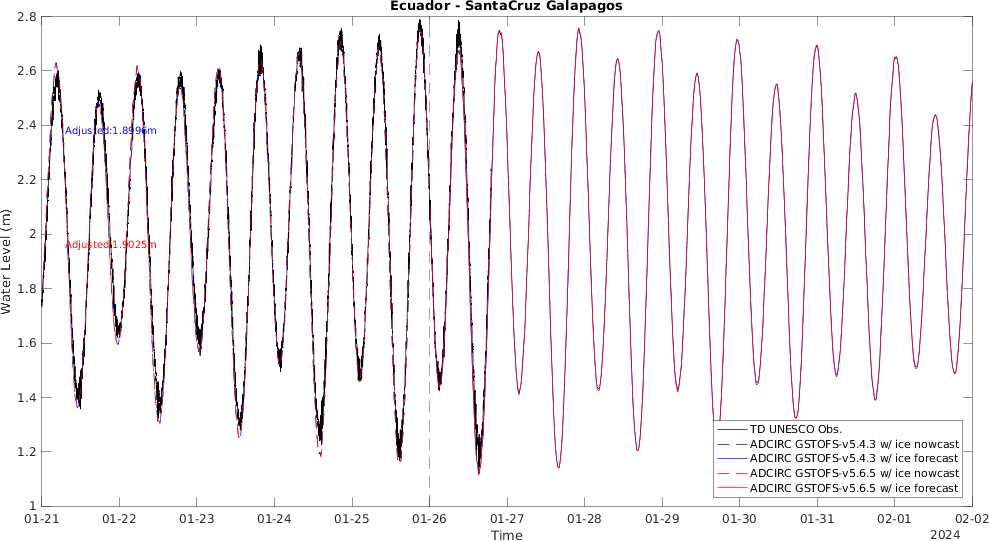 Ecuador - SantaCruz Galapagos
2.8
2.6
2.4
2.2
2
1.8
1.6
1.4
1.2
1
Water Level (m)
Adjusted:1.8996m
Adjusted:1.9025m
TD UNESCO Obs.
ADCIRC GSTOFS-v5.4.3 w/ ice nowcast
ADCIRC GSTOFS-v5.4.3 w/ ice forecast
ADCIRC GSTOFS-v5.6.5 w/ ice nowcast
ADCIRC GSTOFS-v5.6.5 w/ ice forecast
01-21 01-22 01-23 01-24 01-25 01-26 01-27 01-28 01-29 01-30 01-31 02-01 02-02
Time
2024